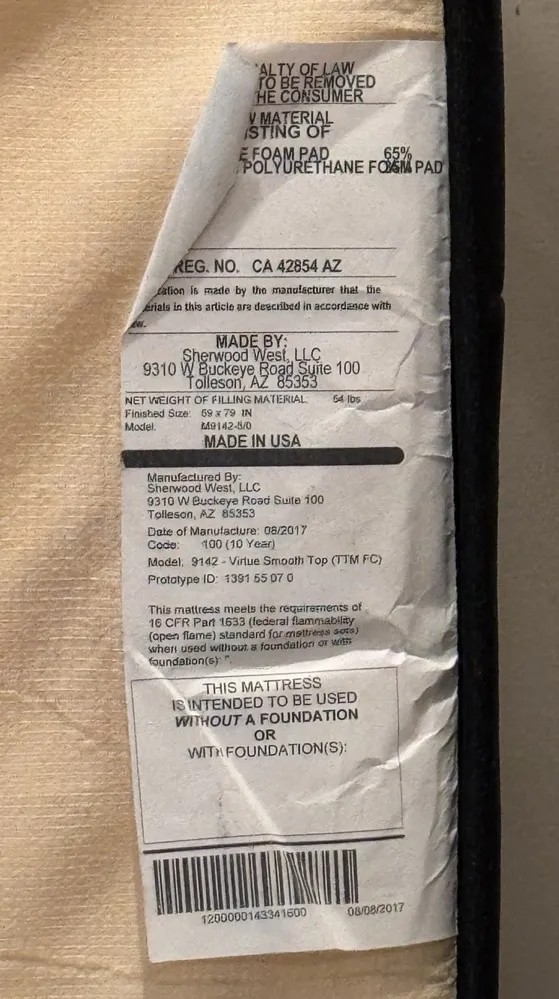 ALTY OF LAW
TO BE REMOVED
HE CONSUMER
MATERIAL
ISTING OF
E FOAM PAD 65%
POLYURETHANE FOAM PAD
REG. NO. CA 42854 AZ
ation is made by the manufacturer that the
erials in this article are described in accordance with
MADE BY:
Sherwood West, LLC
9310 W Buckeye Road Suite 100
Tolleson, AZ 85353
NET WEIGHT OF FILLING MATERIAL 54 lbs
Finished Size: 59 x 79 IN
Model. M9142-5/0
MADE IN USA
Manufactured By:
Sherwood West, LLC
9310 W Buckeye Road Suite 100
Tolleson, AZ 85353
Date of Manufacture: 08/2017
Code: 100 (10 Year)
Model: 9142 - Virtue Smooth Top (TTM FC)
Prototype ID: 1391 55 07 0
This mattress meets the requirements of
16 CFR Part 1633 (federal flammability
(open flame) standard for mattress sets)
when used without a foundation or with
foundation(s): ".
THIS MATTRESS
IS INTENDED TO BE USED
WITHOUT A FOUNDATION
OR
WITH FOUNDATION(S):
1200000143341600 08/08/2017